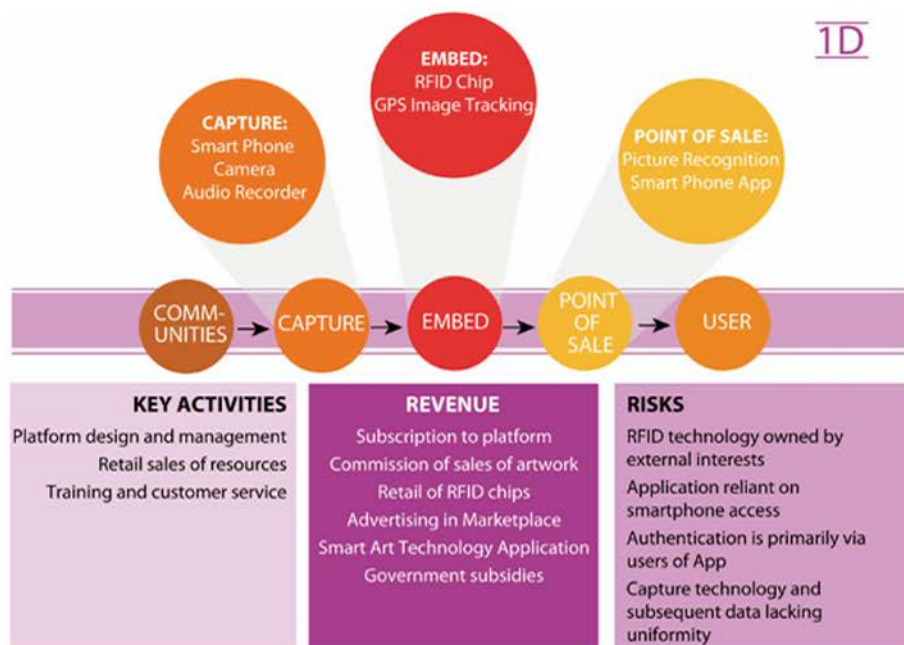 1D
EMBED:
RFID Chip
GPS Image Tracking
CAPTURE:
Smart Phone
Camera
Audio Recorder
POINT OF SALE:
Picture Recognition
Smart Phone App
COMM-
UNITIES
CAPTURE
EMBED
POINT
OF
SALE
USER
KEY ACTIVITIES
Platform design and management
Retail sales of resources
Training and customer service
REVENUE
Subscription to platform
Commission of sales of artwork
Retail of RFID chips
Advertising in Marketplace
Smart Art Technology Application
Government subsidies
RISKS
RFID technology owned by
external interests
Application reliant on
smartphone access
Authentication is primarily via
users of App
Capture technology and
subsequent data lacking
uniformity